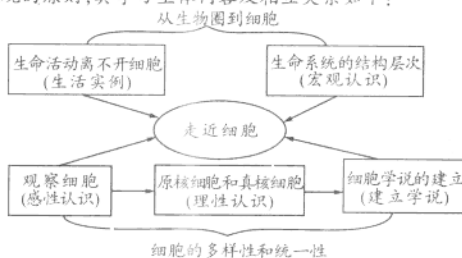 从生物圈到细胞
生命活动离不开细胞
(生活实例)
生命系统的结构层次
(宏观认识)
走近细胞
观察细胞
(感性认识)
原核细胞和真核细胞
(理性认识)
细胞学说的建立
(建立学说)
细胞的多样性和统一性